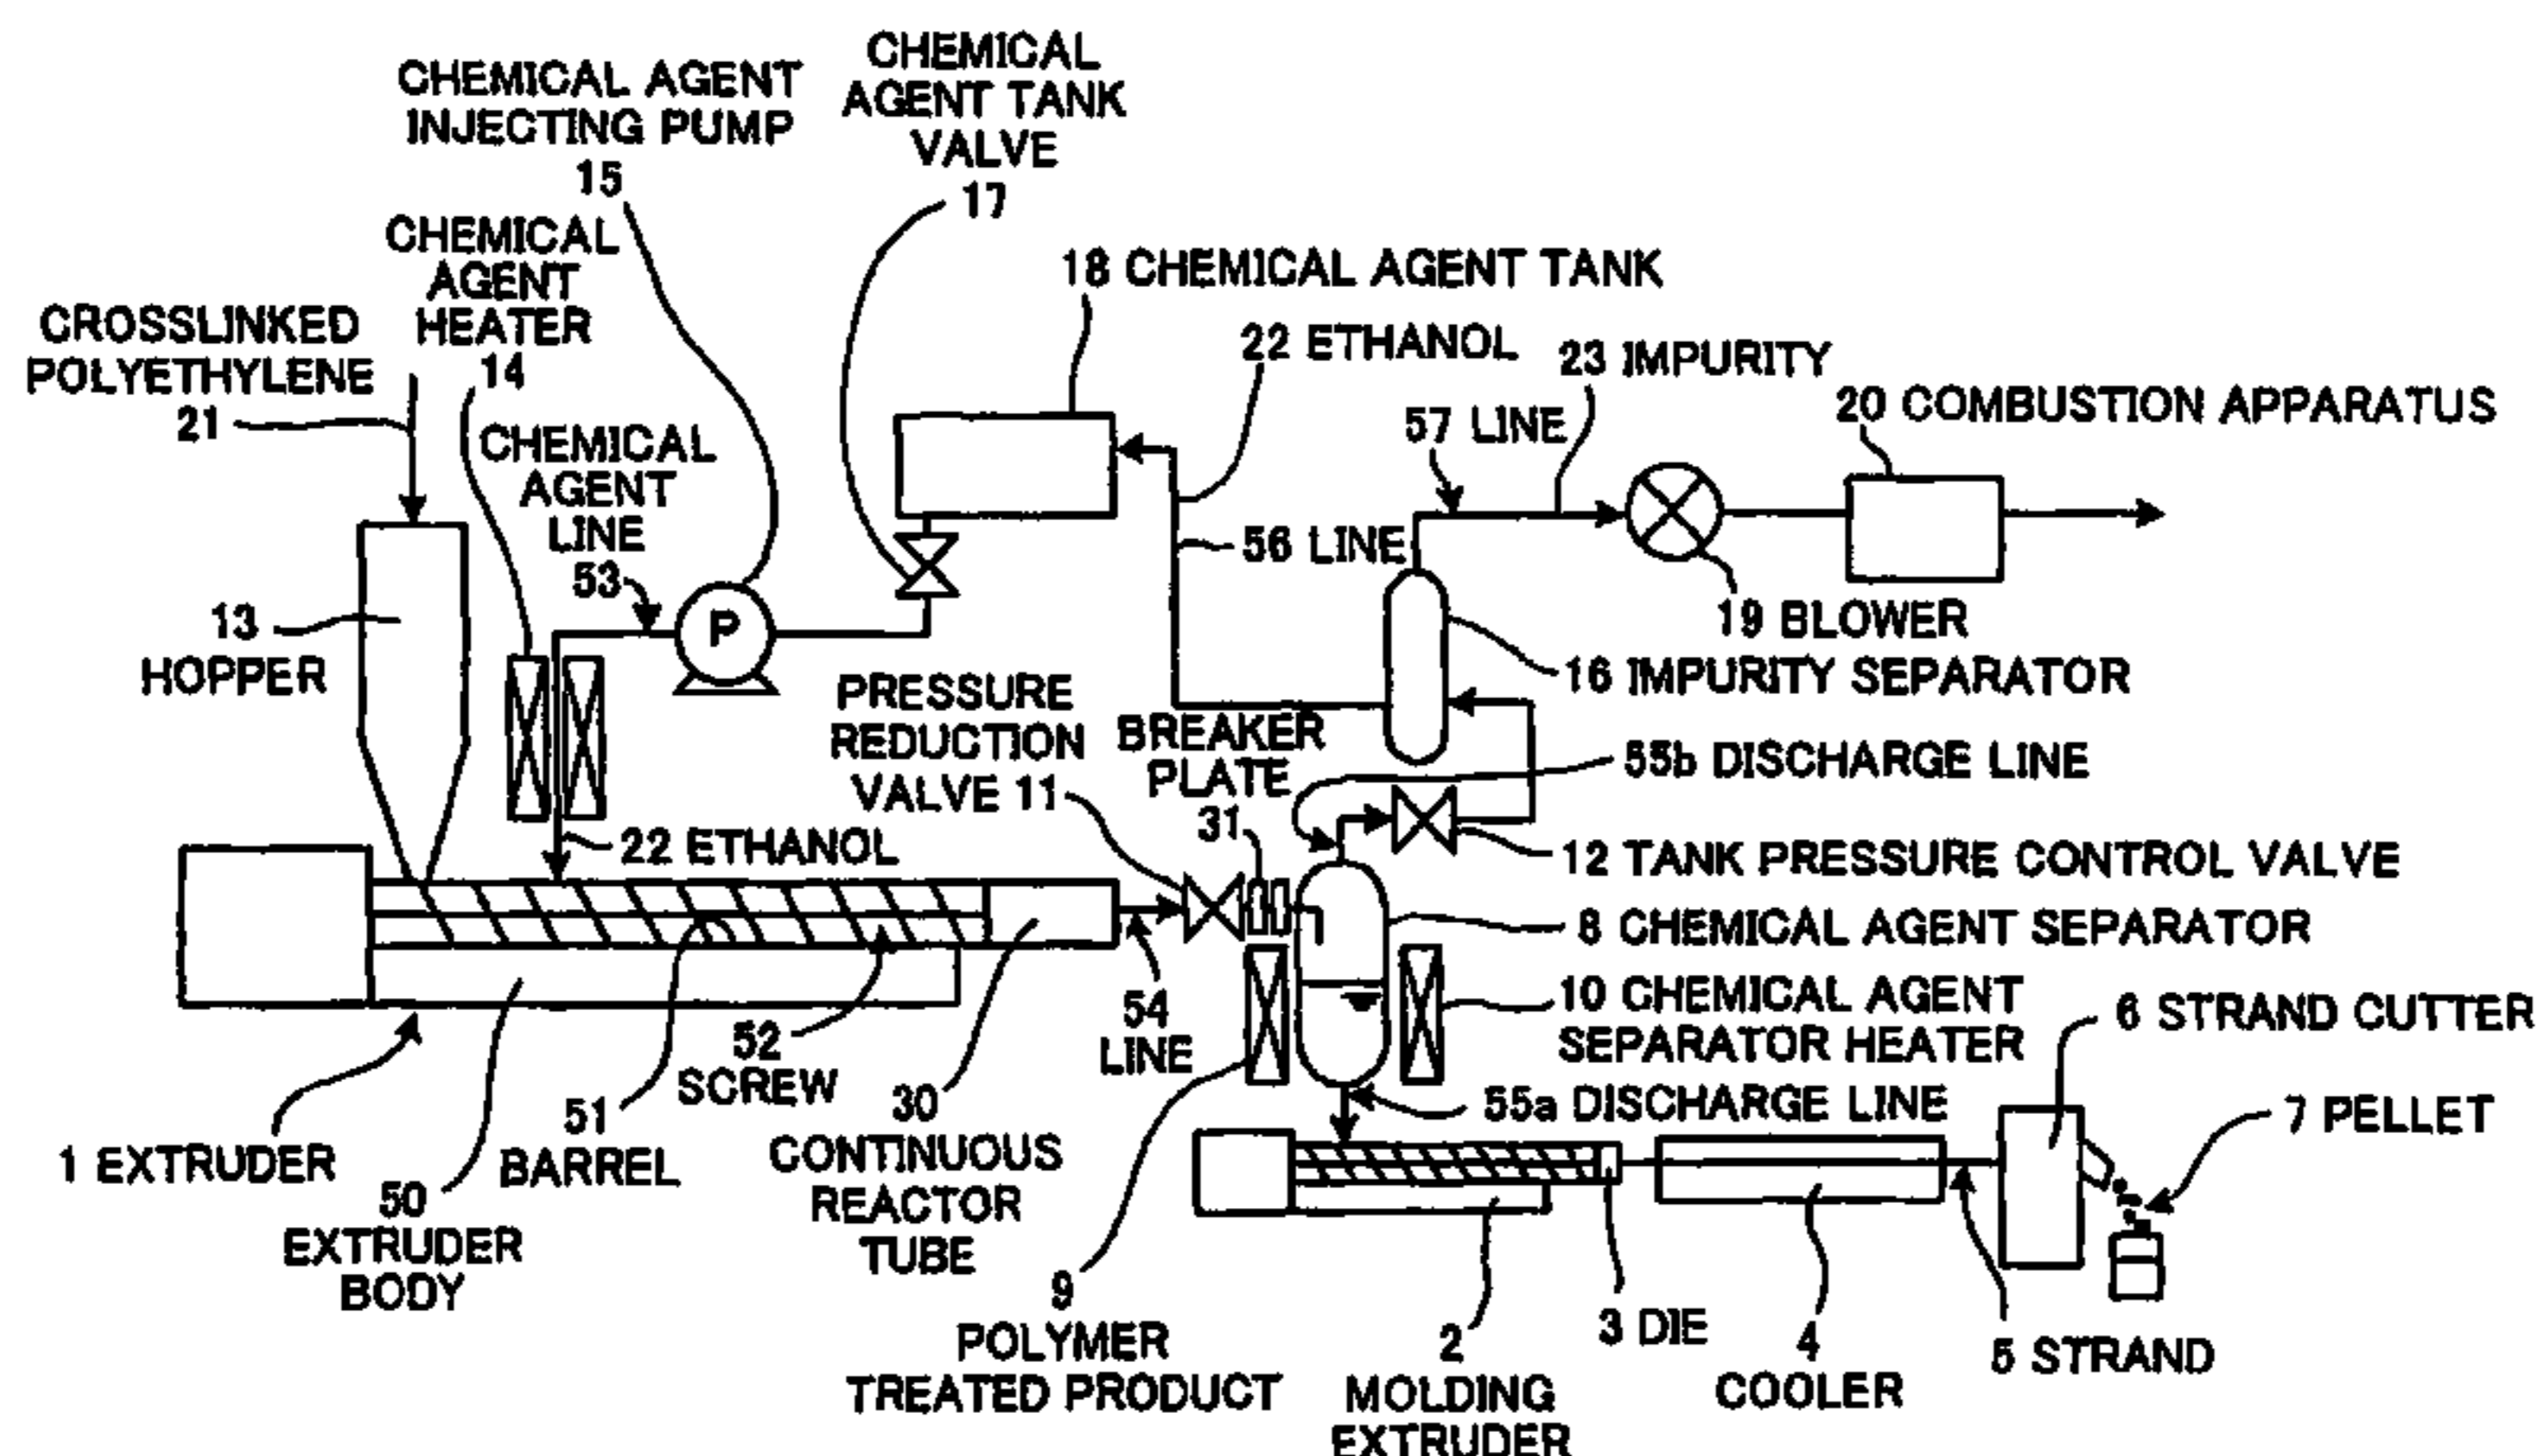 CHEMICAL AGENT
INJECTING PUMP
15
CHEMICAL
AGENT TANK
VALVE
17
CHEMICAL
AGENT
HEATER
14
CROSSLINKED
POLYETHYLENE
21
18 CHEMICAL AGENT TANK
22 ETHANOL
23 IMPURITY
57 LINE
20 COMBUSTION APPARATUS
CHEMICAL
AGENT
LINE
53
P
56 LINE
13
HOPPER
19 BLOWER
16 IMPURITY SEPARATOR
PRESSURE
REDUCTION
VALVE 11
BREAKER
PLATE
31
55b DISCHARGE LINE
22 ETHANOL
12 TANK PRESSURE CONTROL VALVE
8 CHEMICAL AGENT SEPARATOR
10 CHEMICAL AGENT
SEPARATOR HEATER
54
LINE
6 STRAND CUTTER
52
SCREW
51
BARREL
30
CONTINUOUS
REACTOR
TUBE
55a DISCHARGE LINE
7 PELLET
1 EXTRUDER
50
EXTRUDER
BODY
9
POLYMER
TREATED PRODUCT
2
MOLDING
EXTRUDER
3 DIE
4
COOLER
5 STRAND